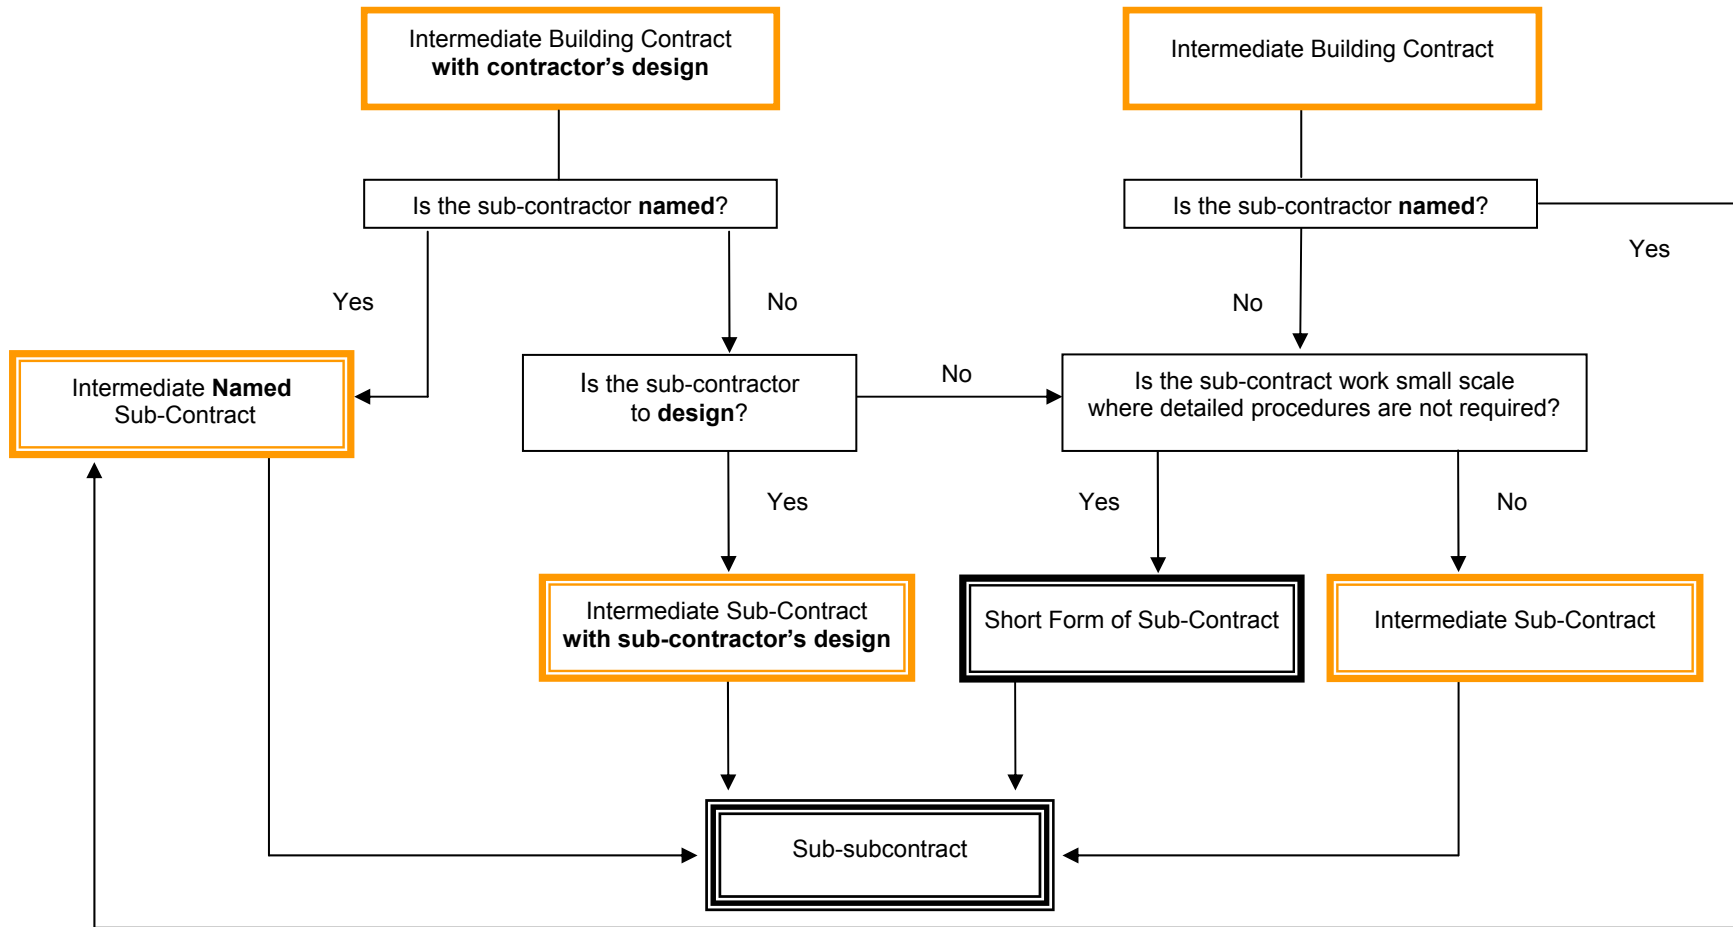 Intermediate Building Contract
with contractor’s design
Intermediate Building Contract
Is the sub-contractor named?
Is the sub-contractor named?
Yes
Yes
No
No
Intermediate Named
Sub-Contract
Is the sub-contractor
to design?
No
Is the sub-contract work small scale
where detailed procedures are not required?
Yes
Yes
No
Intermediate Sub-Contract
with sub-contractor’s design
Short Form of Sub-Contract
Intermediate Sub-Contract
Sub-subcontract